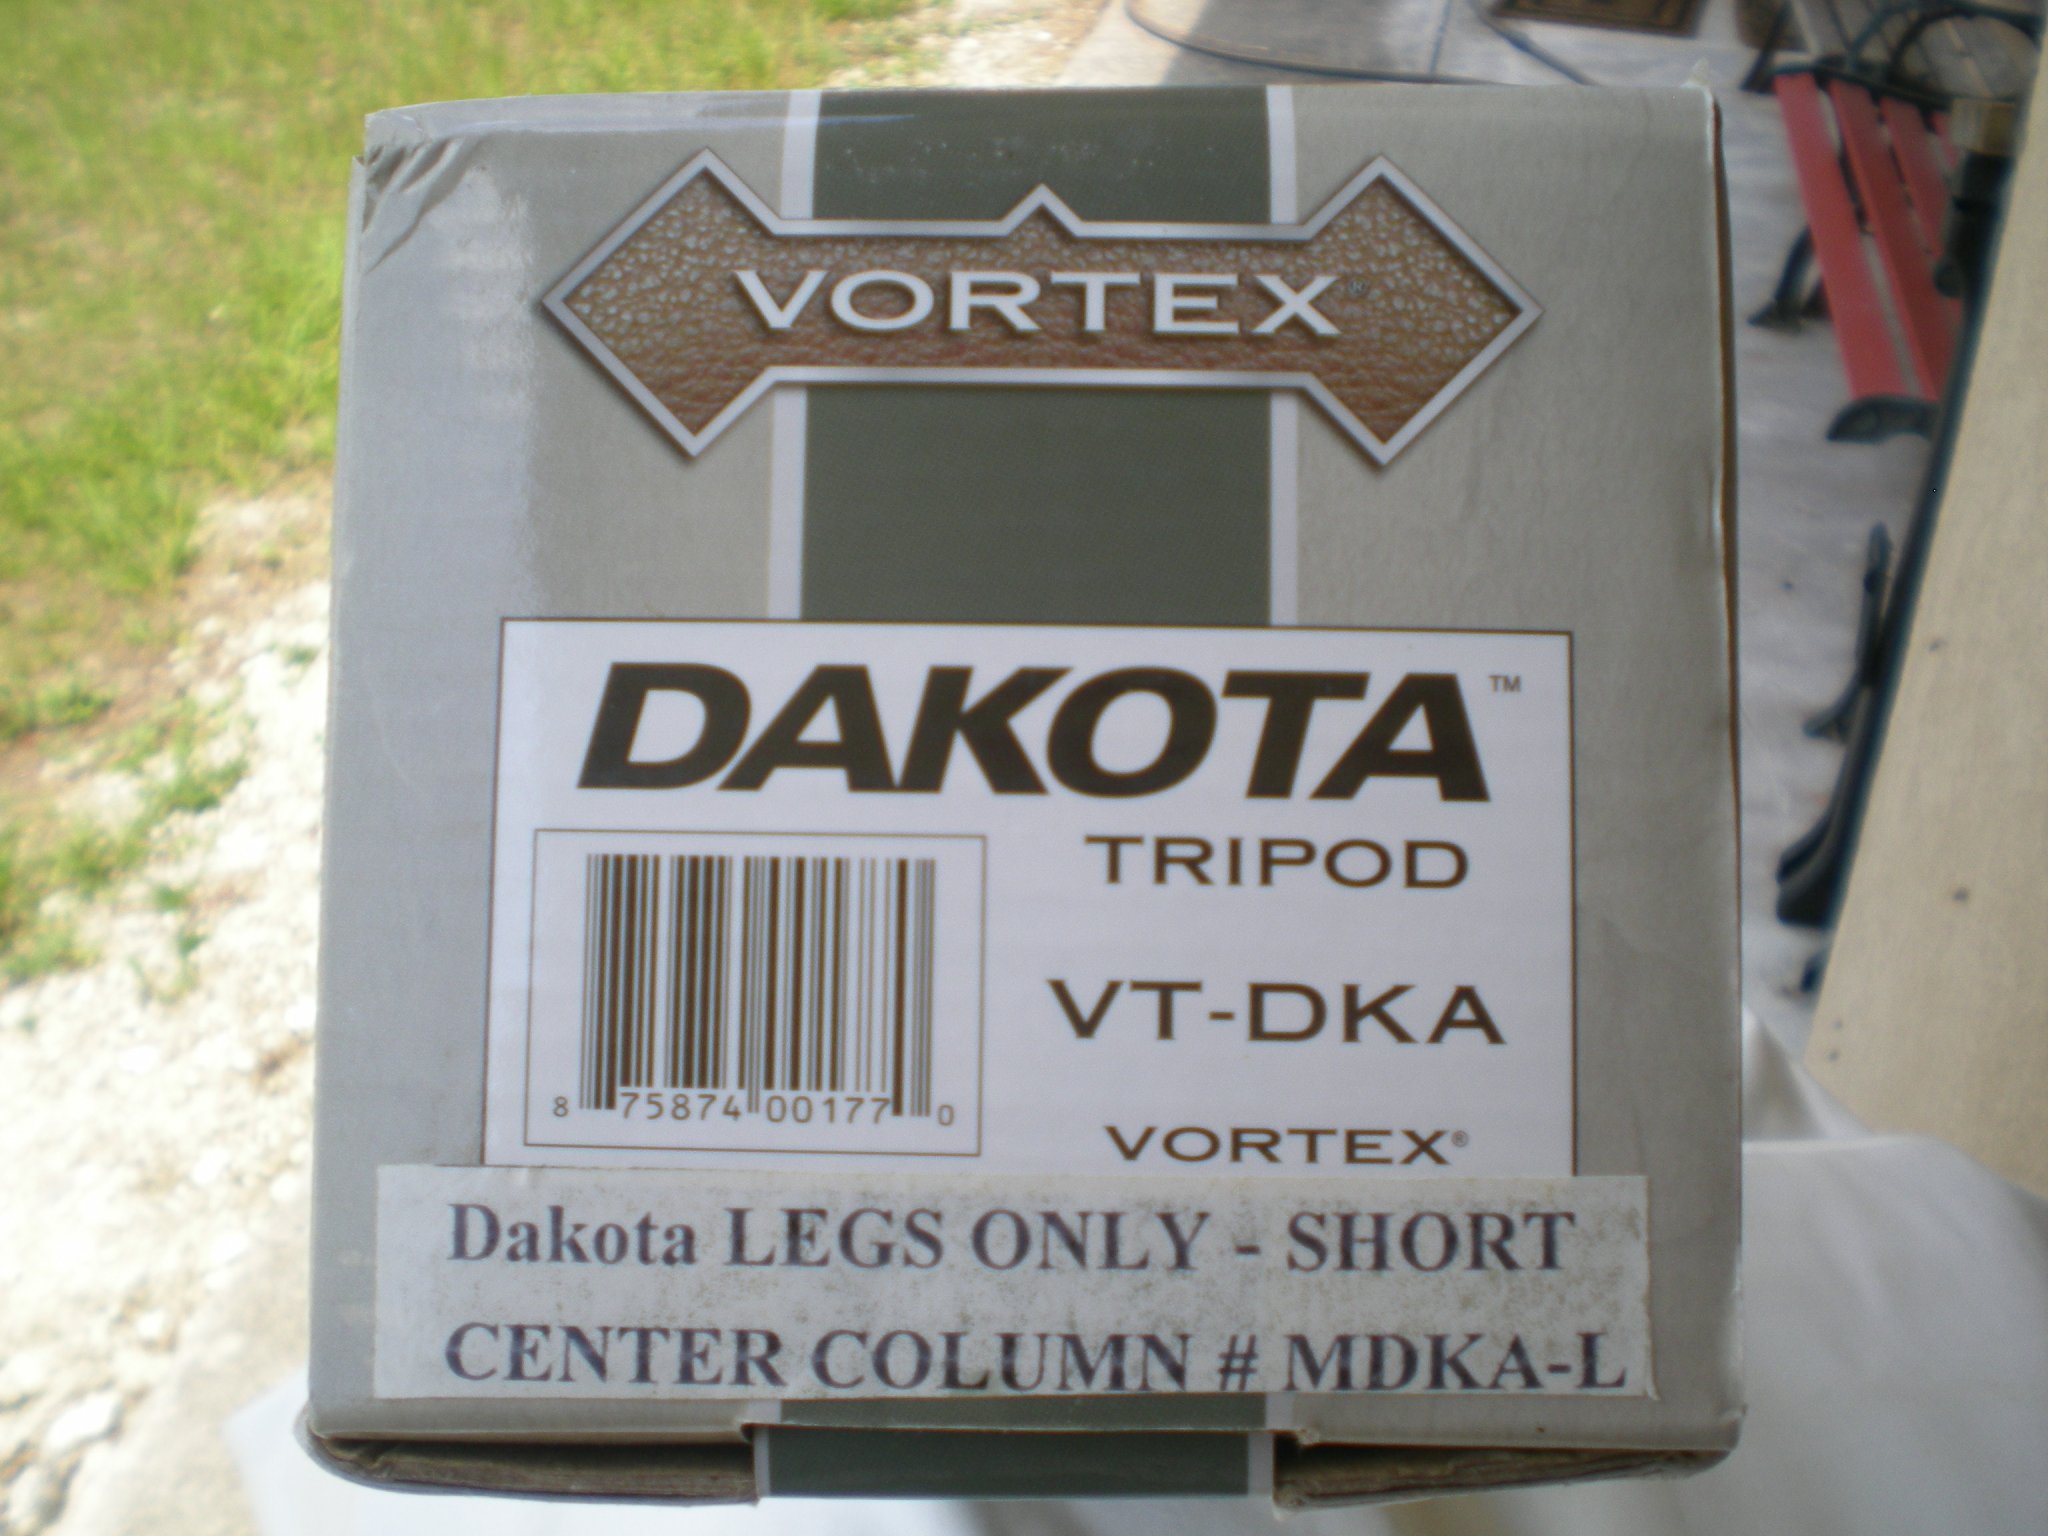 VORTEX®
DAKOTA™
TRIPOD
VT-DKA
8 75874 00177 0
VORTEX®
Dakota LEGS ONLY - SHORT
CENTER COLUMN # MDKA-L